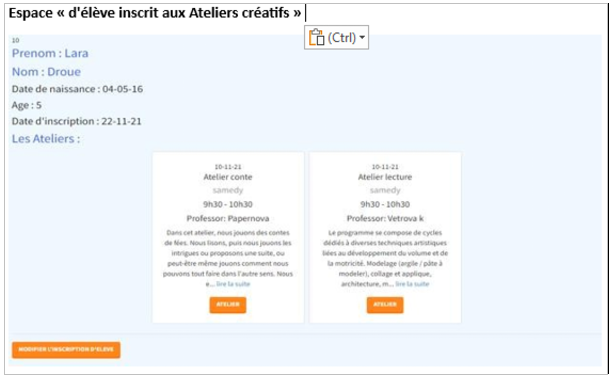 Espace « d'élève inscrit aux Ateliers créatifs »
(Ctrl)
10
Prenom : Lara
Nom : Droue
Date de naissance : 04-05-16
Age : 5
Date d'inscription : 22-11-21
Les Ateliers :
10-11-21
Atelier conte
samedy
9h30 - 10h30
Professor: Papernova
Dans cet atelier, nous jouons des contes
de fées. Nous lisons, puis nous jouons les
intrigues ou proposons une suite, ou
peut-être même jouons comment nous
pouvons tout faire dans l'autre sens. Nous
e... lire la suite
ATELIER
10-11-21
Atelier lecture
samedy
9h30 - 10h30
Professor: Vetrova k
Le programme se compose de cycles
dédiés à diverses techniques artistiques
liées au développement du volume et de
la motricité. Modelage (argile / pâte à
modeler), collage et applique,
architecture, m... lire la suite
ATELIER
MODIFIER L'INSCRIPTION D'ÉLÈVE